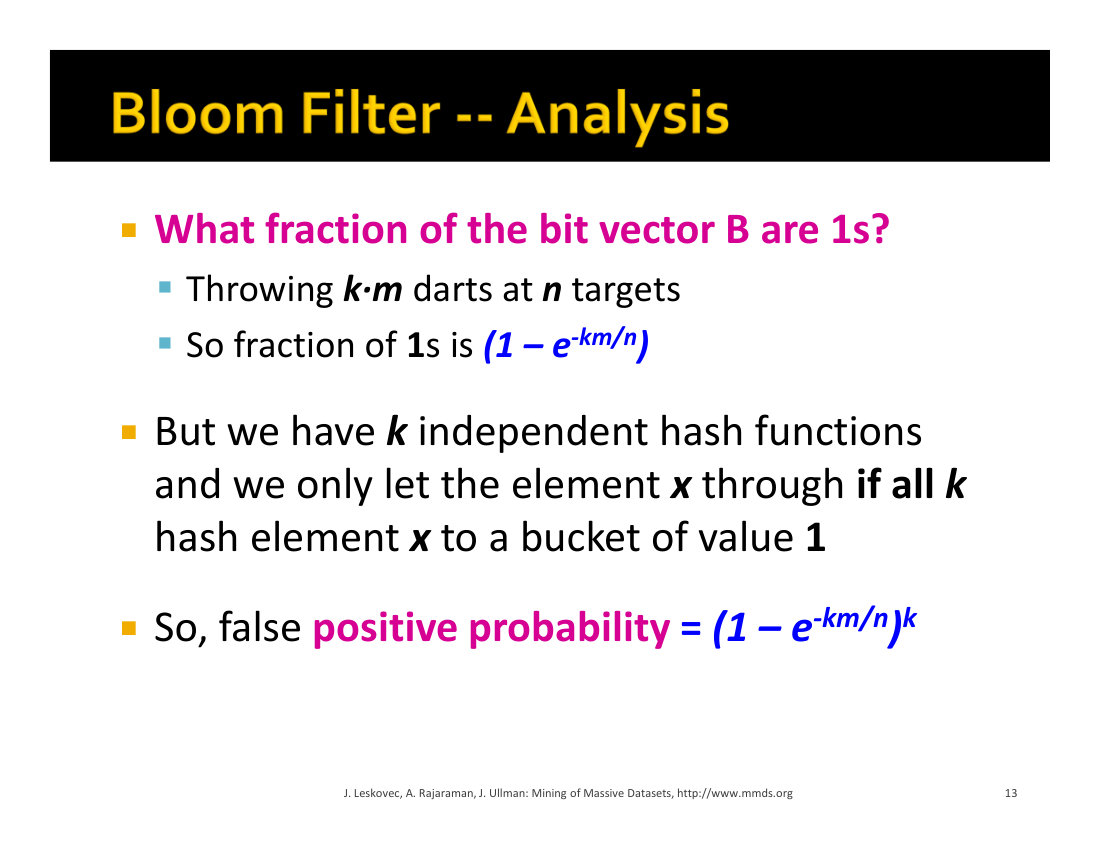 Bloom Filter -- Analysis
What fraction of the bit vector B are 1s?
Throwing k·m darts at n targets
So fraction of 1s is (1 – e^-km/n)
But we have k independent hash functions
and we only let the element x through if all k
hash element x to a bucket of value 1
So, false positive probability = (1 – e^-km/n)^k
J. Leskovec, A. Rajaraman, J. Ullman: Mining of Massive Datasets, http://www.mmds.org
13